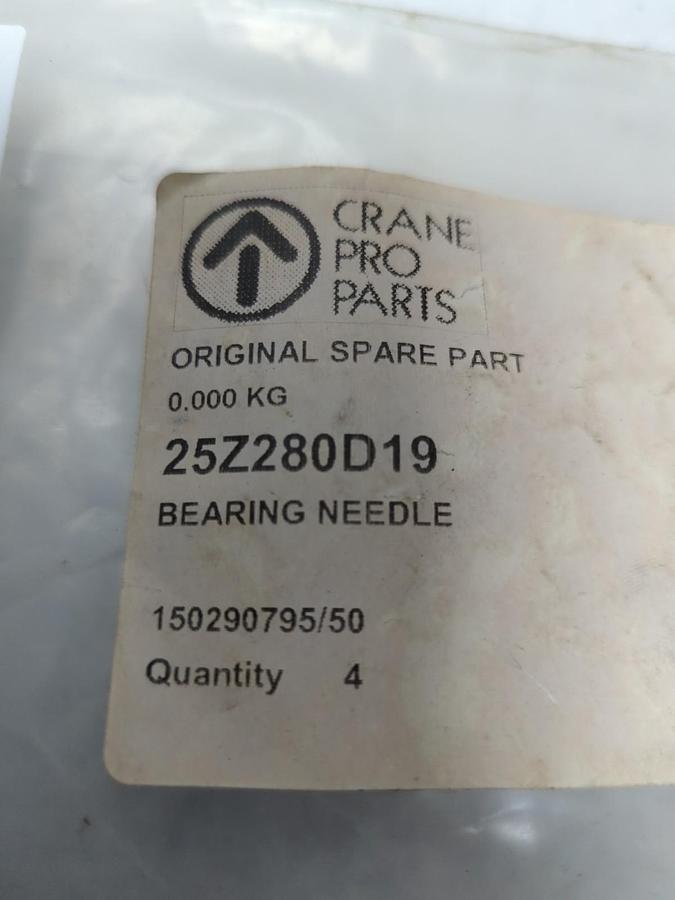 CRANE
PRO
PARTS
ORIGINAL SPARE PART
0.000 KG
25Z280D19
BEARING NEEDLE
150290795/50
Quantity 4